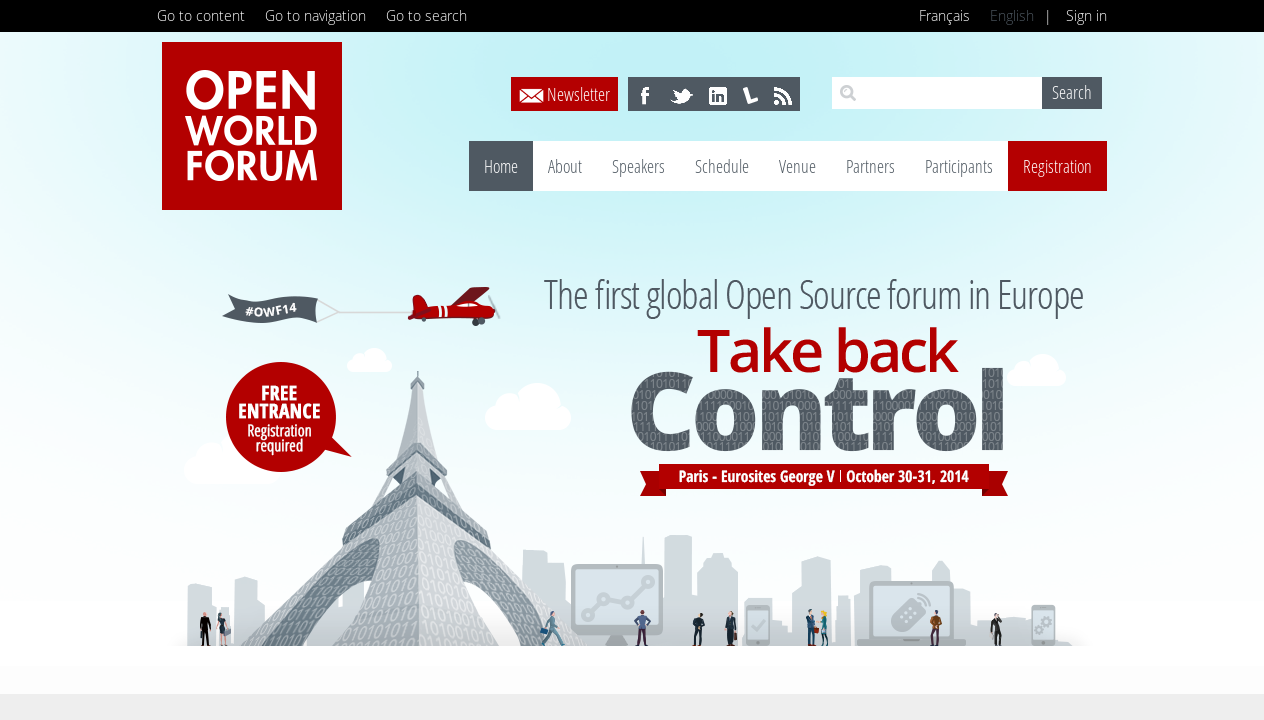 Go to content Go to navigation Go to search Français English | Sign in
OPEN
WORLD
FORUM
Newsletter
Search
Home About Speakers Schedule Venue Partners Participants Registration
#OWF14
The first global Open Source forum in Europe
Take back
Control
FREE
ENTRANCE
Registration
required
Paris - Eurosites George V | October 30-31, 2014